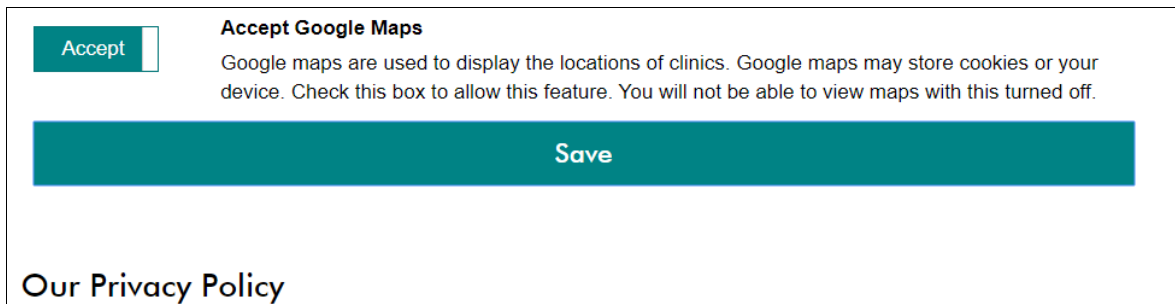 Accept
Accept Google Maps
Google maps are used to display the locations of clinics. Google maps may store cookies or your
device. Check this box to allow this feature. You will not be able to view maps with this turned off.
Save
Our Privacy Policy